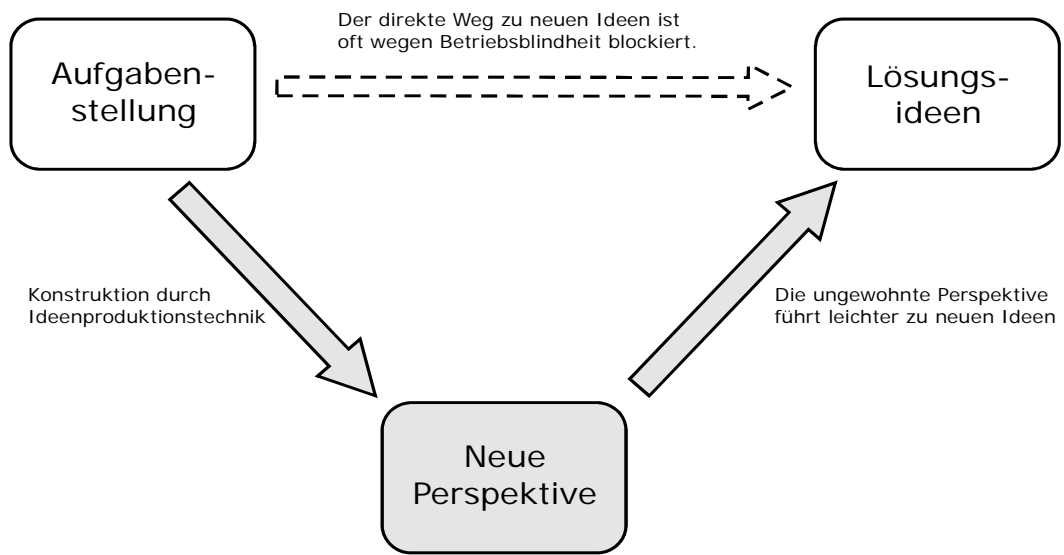 Der direkte Weg zu neuen Ideen ist
oft wegen Betriebsblindheit blockiert.
Aufgaben-
stellung
Lösungs-
ideen
Konstruktion durch
Ideenproduktionstechnik
Die ungewohnte Perspektive
führt leichter zu neuen Ideen
Neue
Perspektive